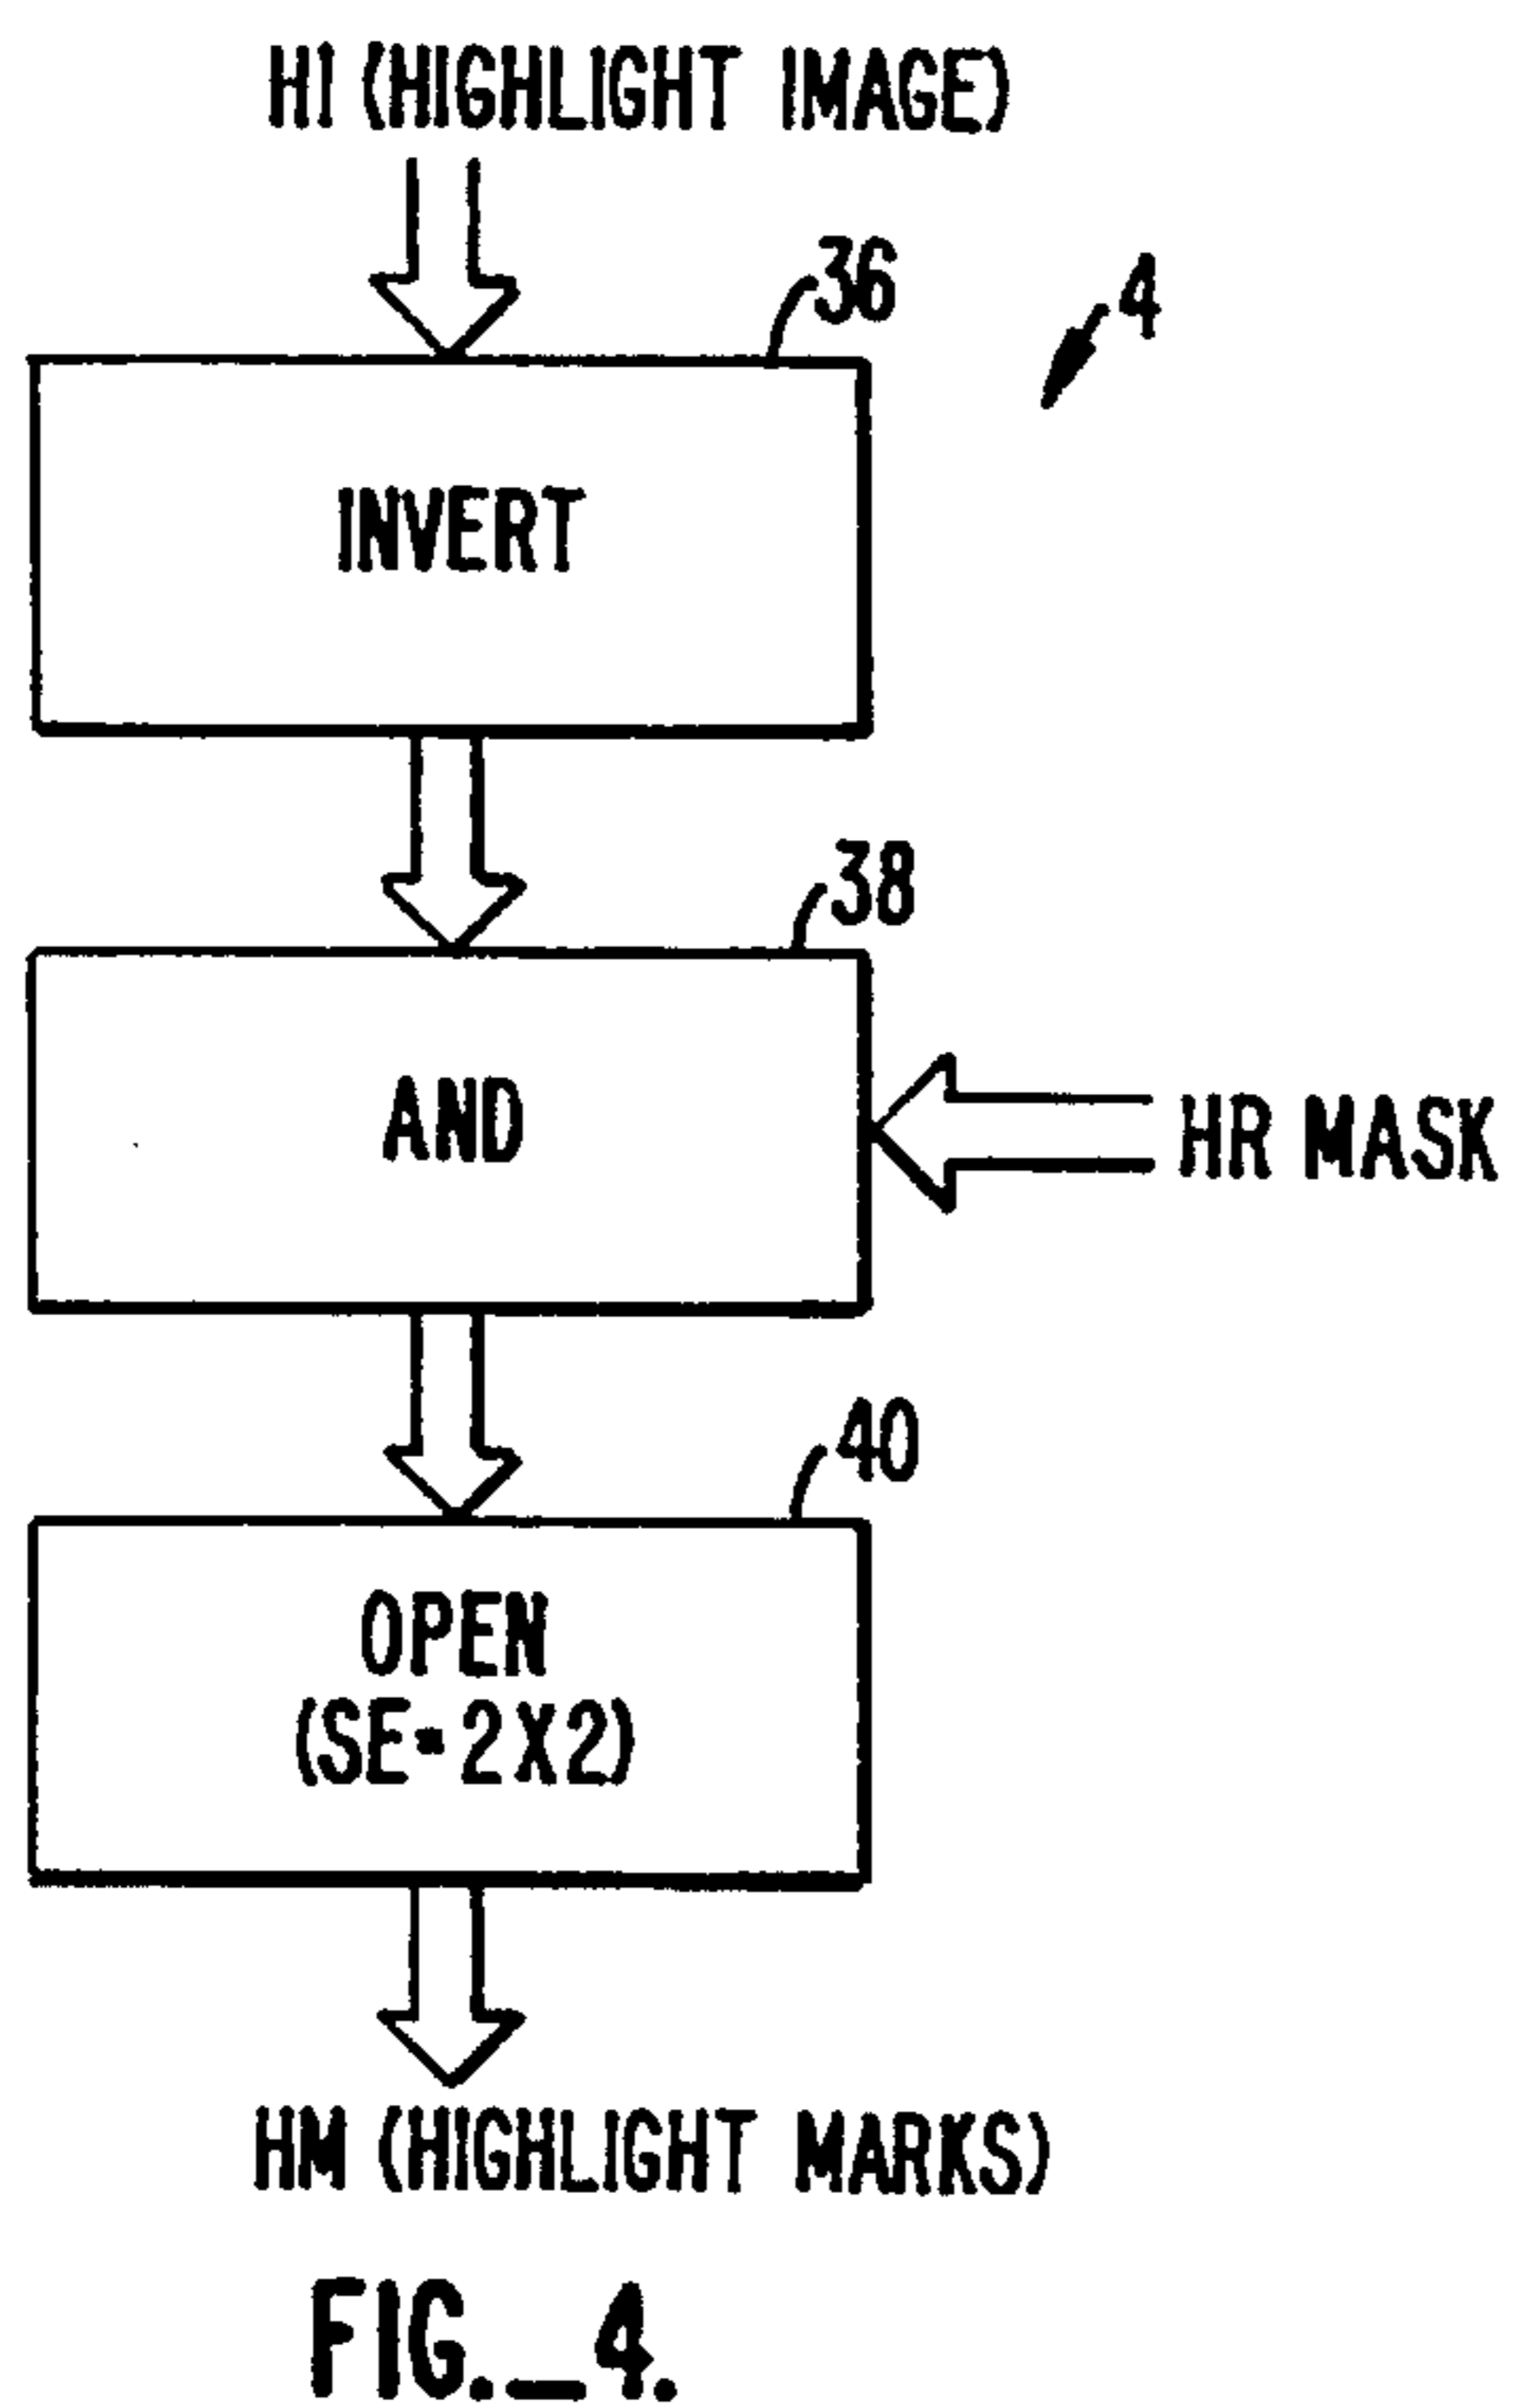 HI (HIGHLIGHT IMAGE)
36
4
INVERT
38
AND
HR MASK
40
OPEN
(SE=2X2)
HM (HIGHLIGHT MARKS)
FIG._4.